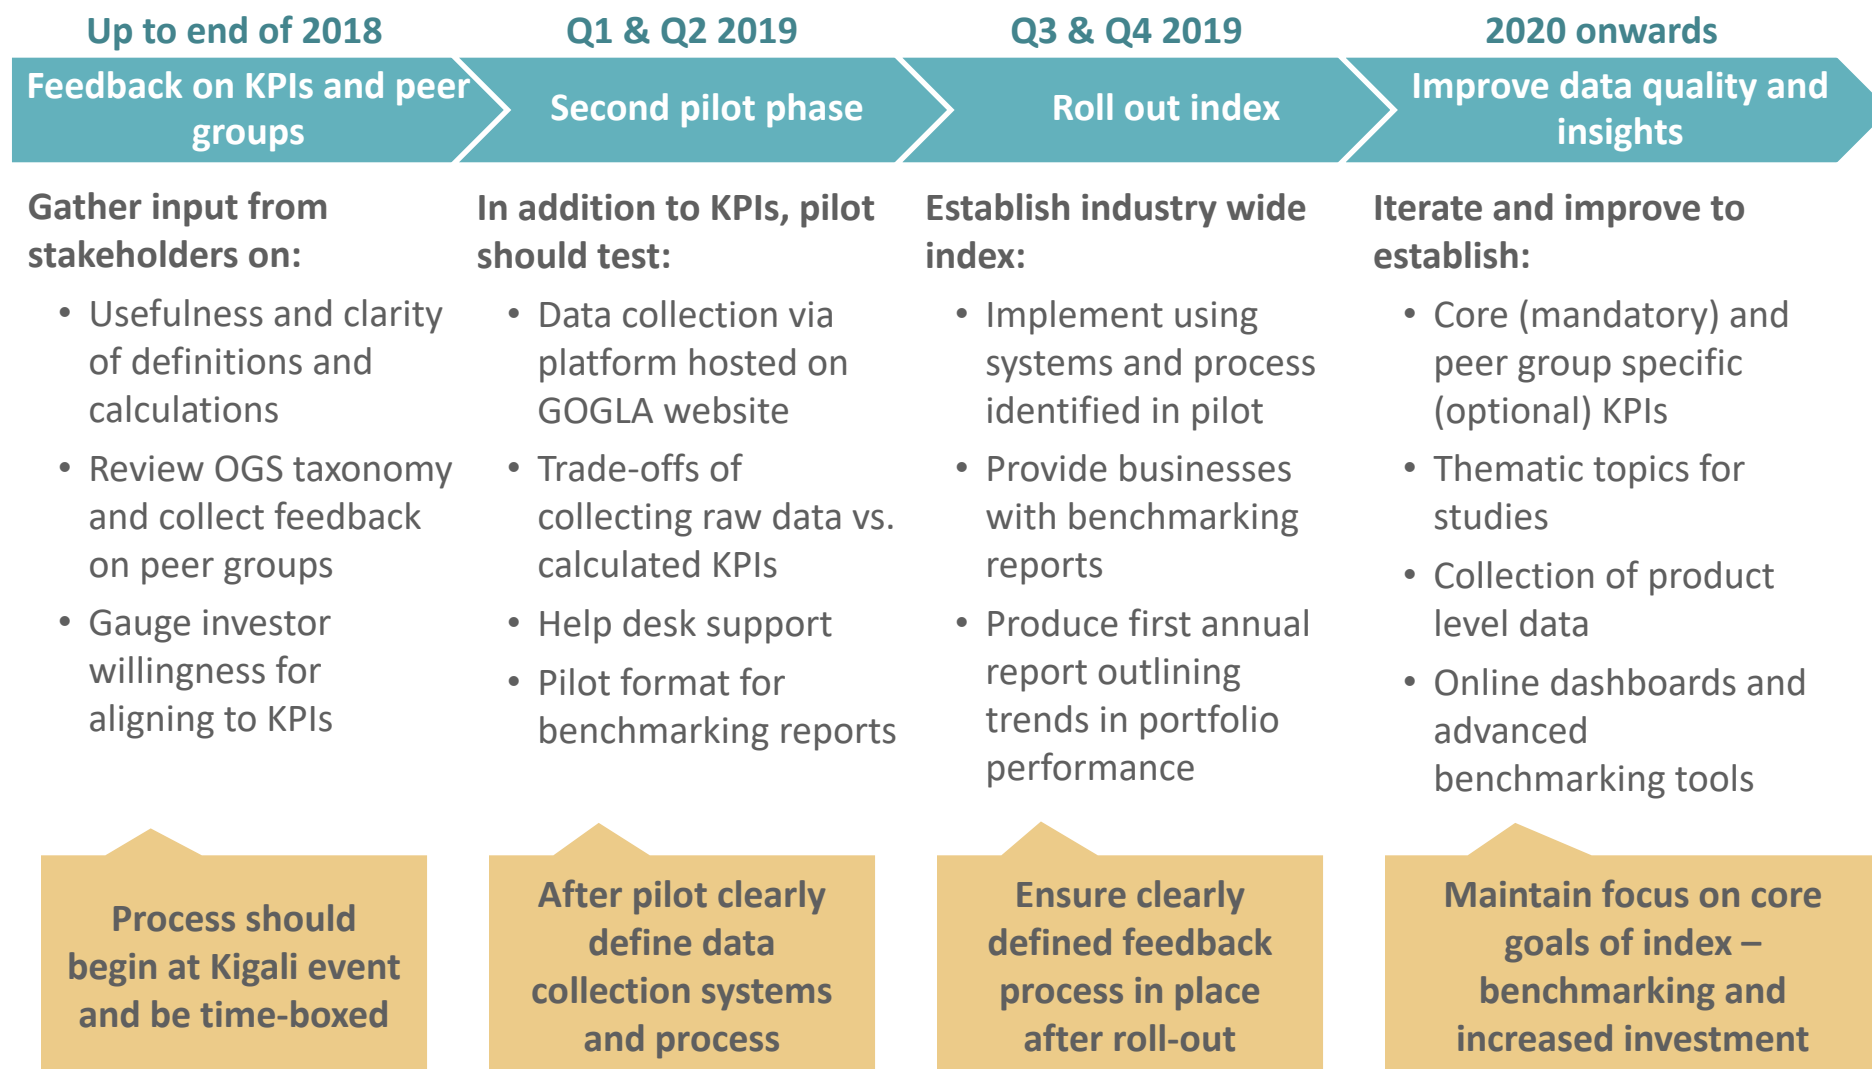 Up to end of 2018
Feedback on KPIs and peer
groups
Gather input from
stakeholders on:
• Usefulness and clarity
of definitions and
calculations
• Review OGS taxonomy
and collect feedback
on peer groups
• Gauge investor
willingness for
aligning to KPIs
Process should
begin at Kigali event
and be time-boxed
Q1 & Q2 2019
Second pilot phase
In addition to KPIs, pilot
should test:
• Data collection via
platform hosted on
GOGLA website
• Trade-offs of
collecting raw data vs.
calculated KPIs
• Help desk support
• Pilot format for
benchmarking reports
After pilot clearly
define data
collection systems
and process
Q3 & Q4 2019
Roll out index
Establish industry wide
index:
• Implement using
systems and process
identified in pilot
• Provide businesses
with benchmarking
reports
• Produce first annual
report outlining
trends in portfolio
performance
Ensure clearly
defined feedback
process in place
after roll-out
2020 onwards
Improve data quality and
insights
Iterate and improve to
establish:
• Core (mandatory) and
peer group specific
(optional) KPIs
• Thematic topics for
studies
• Collection of product
level data
• Online dashboards and
advanced
benchmarking tools
Maintain focus on core
goals of index –
benchmarking and
increased investment